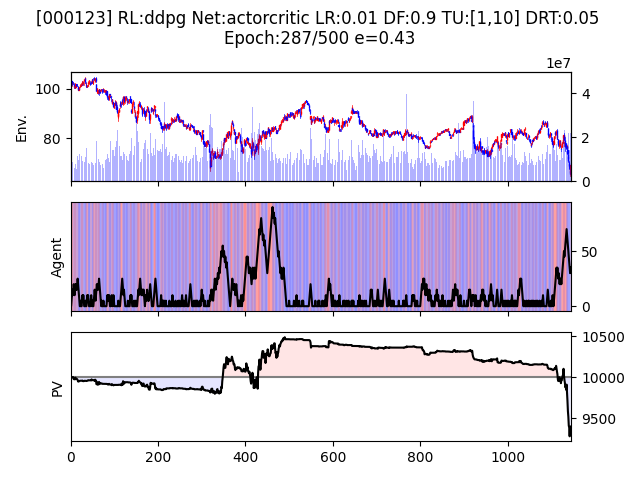 [000123] RL:ddpg Net:actorcritic LR:0.01 DF:0.9 TU:[1,10] DRT:0.05
Epoch:287/500 e=0.43
1e7
Env.
100
80
4
2
0
Agent
50
0
PV
10500
10000
9500
0 200 400 600 800 1000